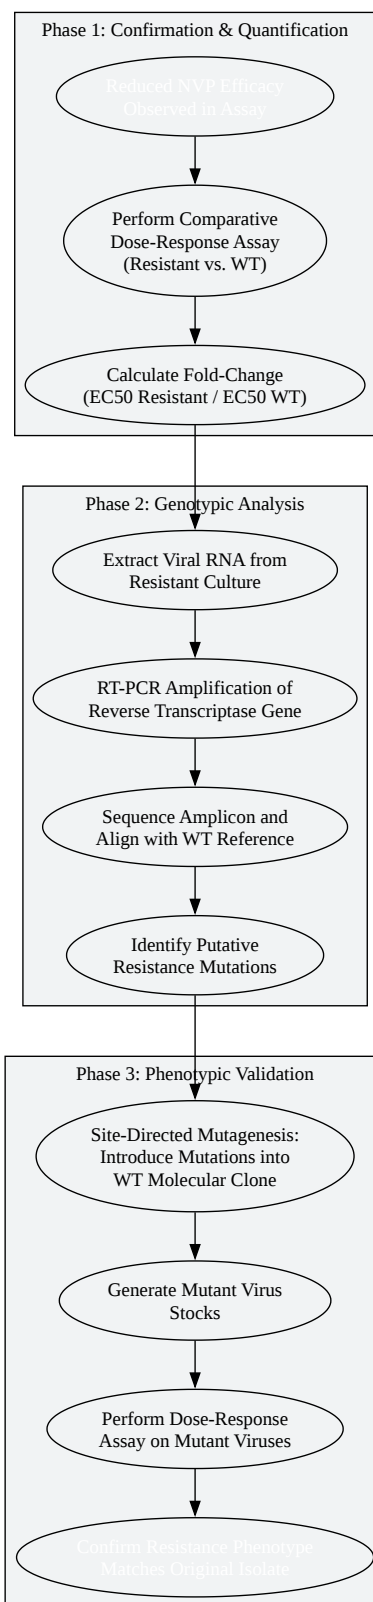 Phase 1: Confirmation & Quantification
Reduced NVP Efficacy
Observed in Assay
Perform Comparative
Dose-Response Assay
(Resistant vs. WT)
Calculate Fold-Change
(EC50 Resistant / EC50 WT)
Phase 2: Genotypic Analysis
Extract Viral RNA from
Resistant Culture
RT-PCR Amplification of
Reverse Transcriptase Gene
Sequence Amplicon and
Align with WT Reference
Identify Putative
Resistance Mutations
Phase 3: Phenotypic Validation
Site-Directed Mutagenesis:
Introduce Mutations into
WT Molecular Clone
Generate Mutant Virus
Stocks
Perform Dose-Response
Assay on Mutant Viruses
Confirm Resistance Phenotype
Matches Original Isolate